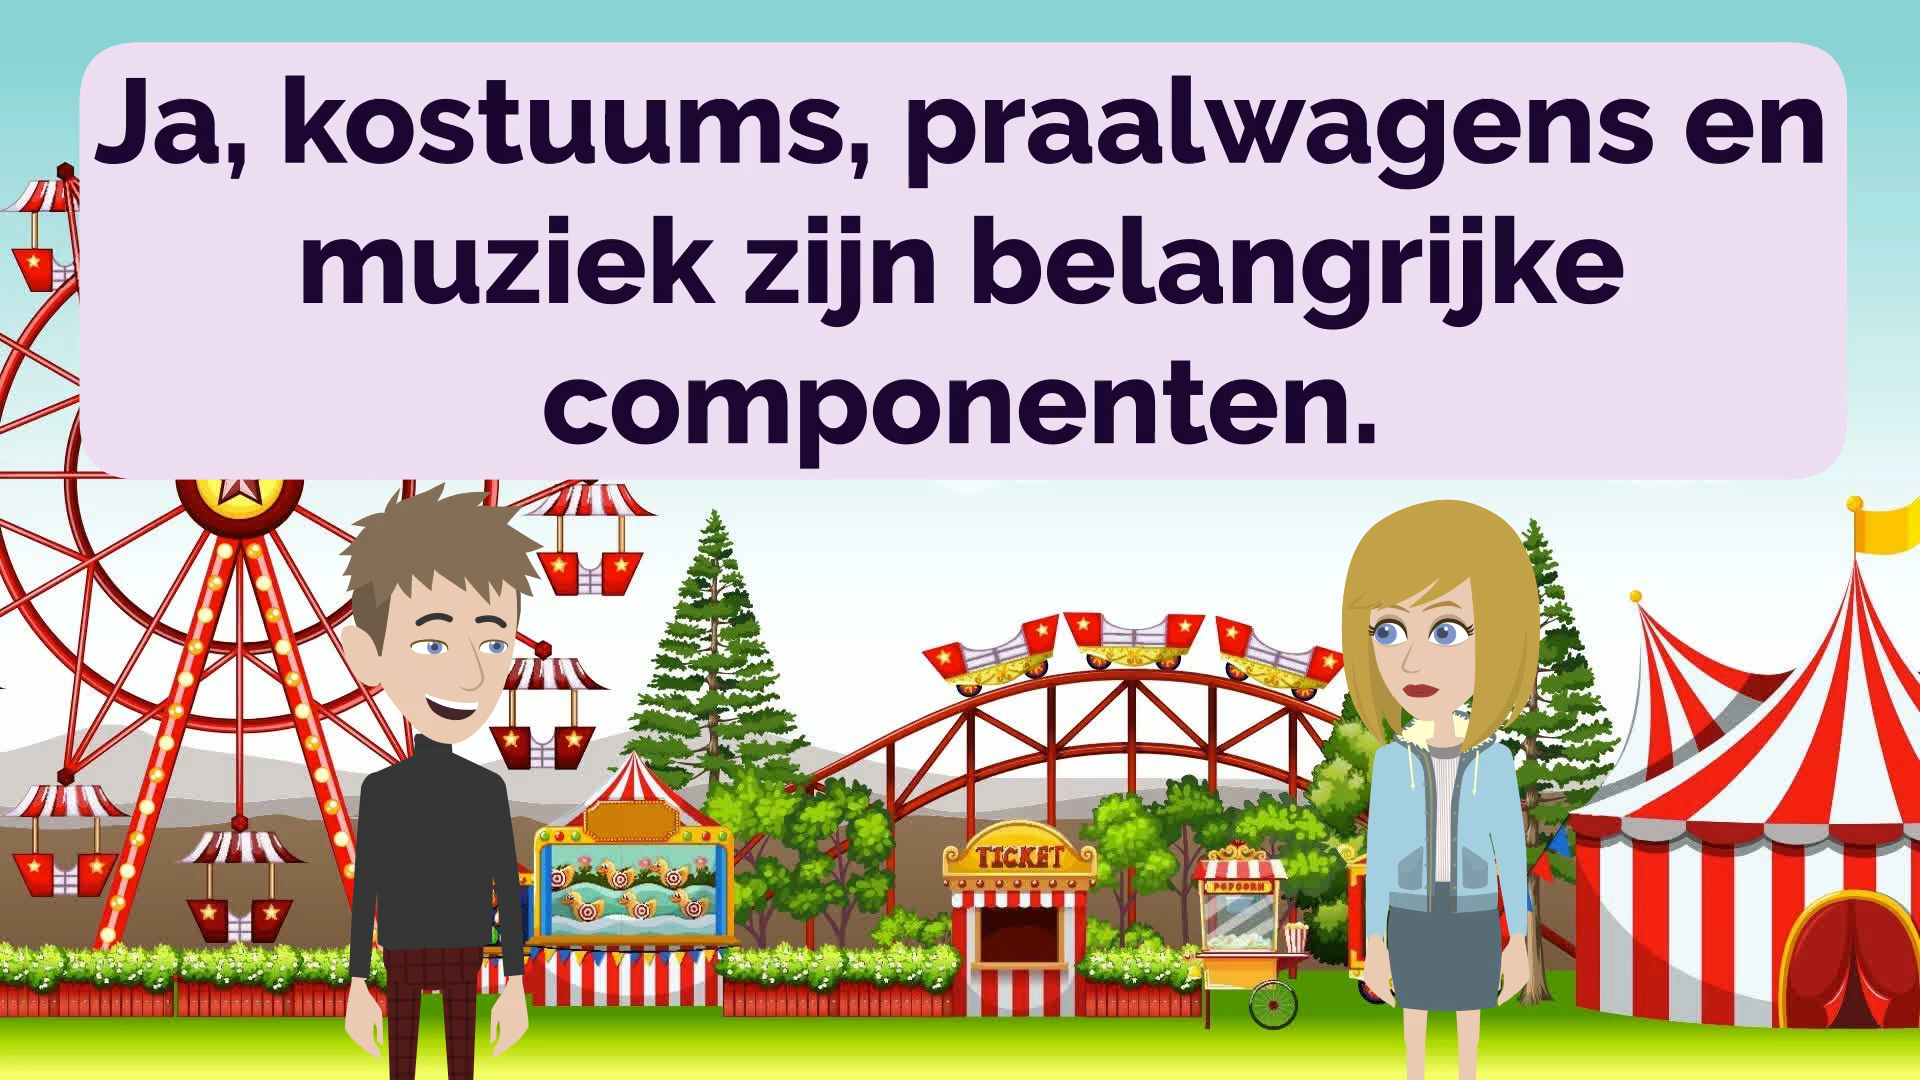 Ja, kostuums, praalwagens en
muziek zijn belangrijke
componenten.
TICKET
POPCORN